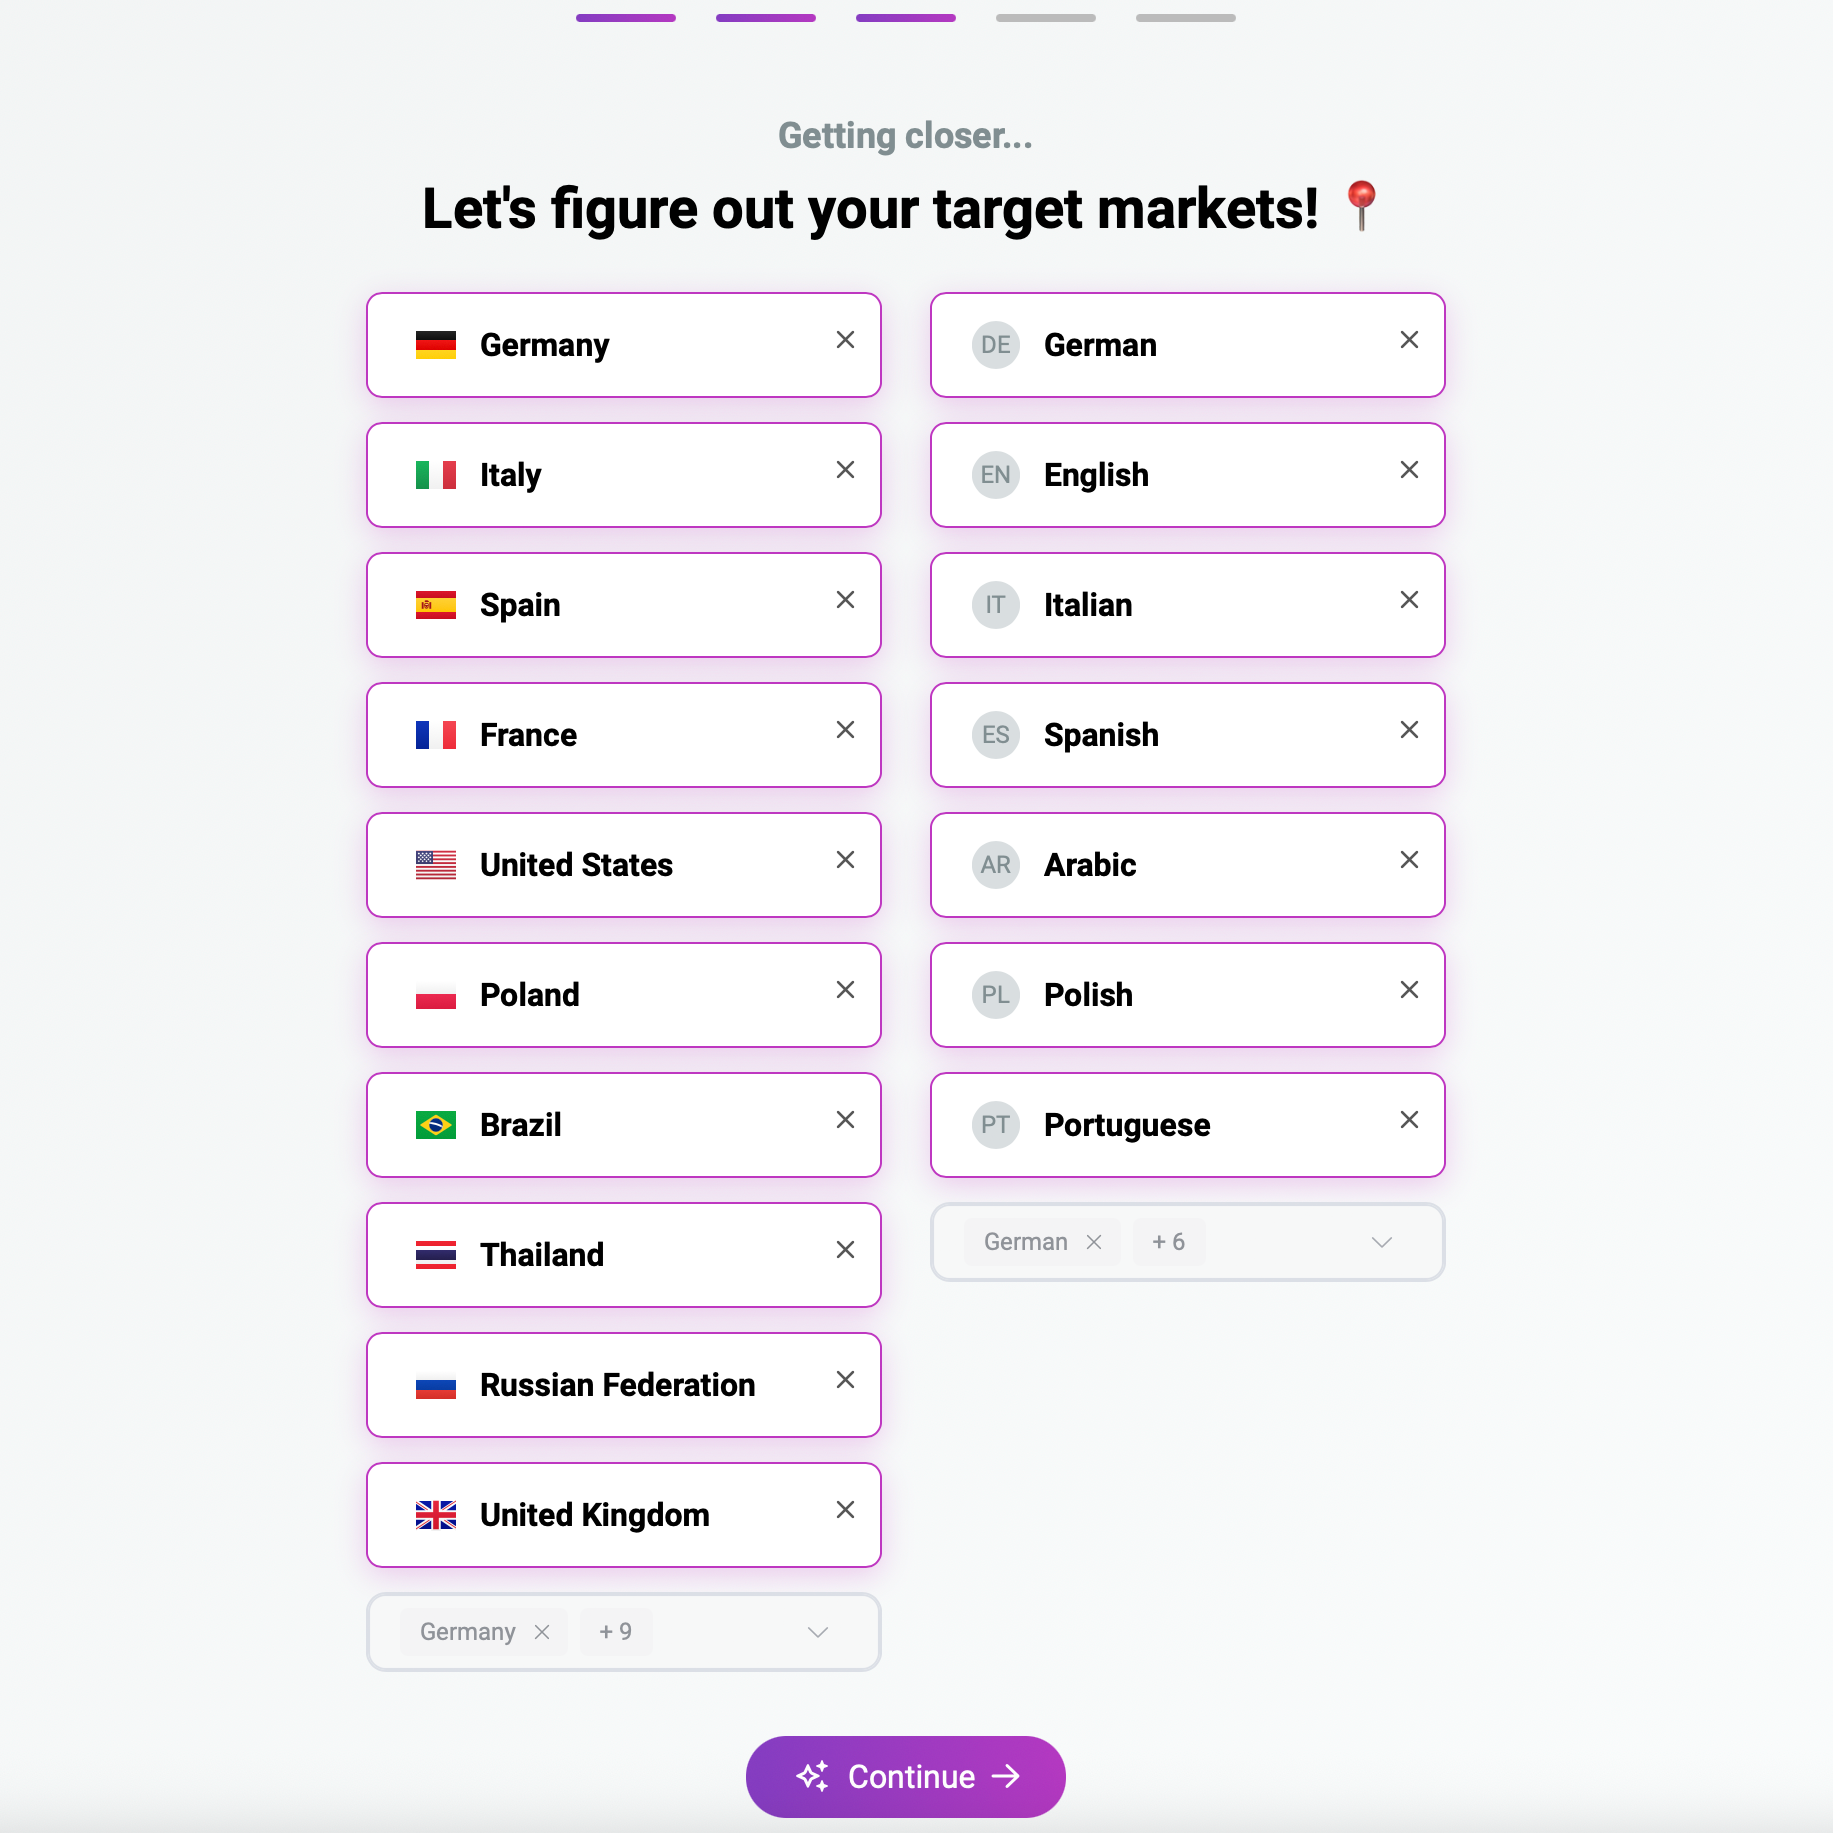 Getting closer...
Let's figure out your target markets!
Germany
Italy
Spain
France
United States
Poland
Brazil
Thailand
Russian Federation
United Kingdom
Germany + 9
DE German
EN English
IT Italian
ES Spanish
AR Arabic
PL Polish
PT Portuguese
German + 6
Continue